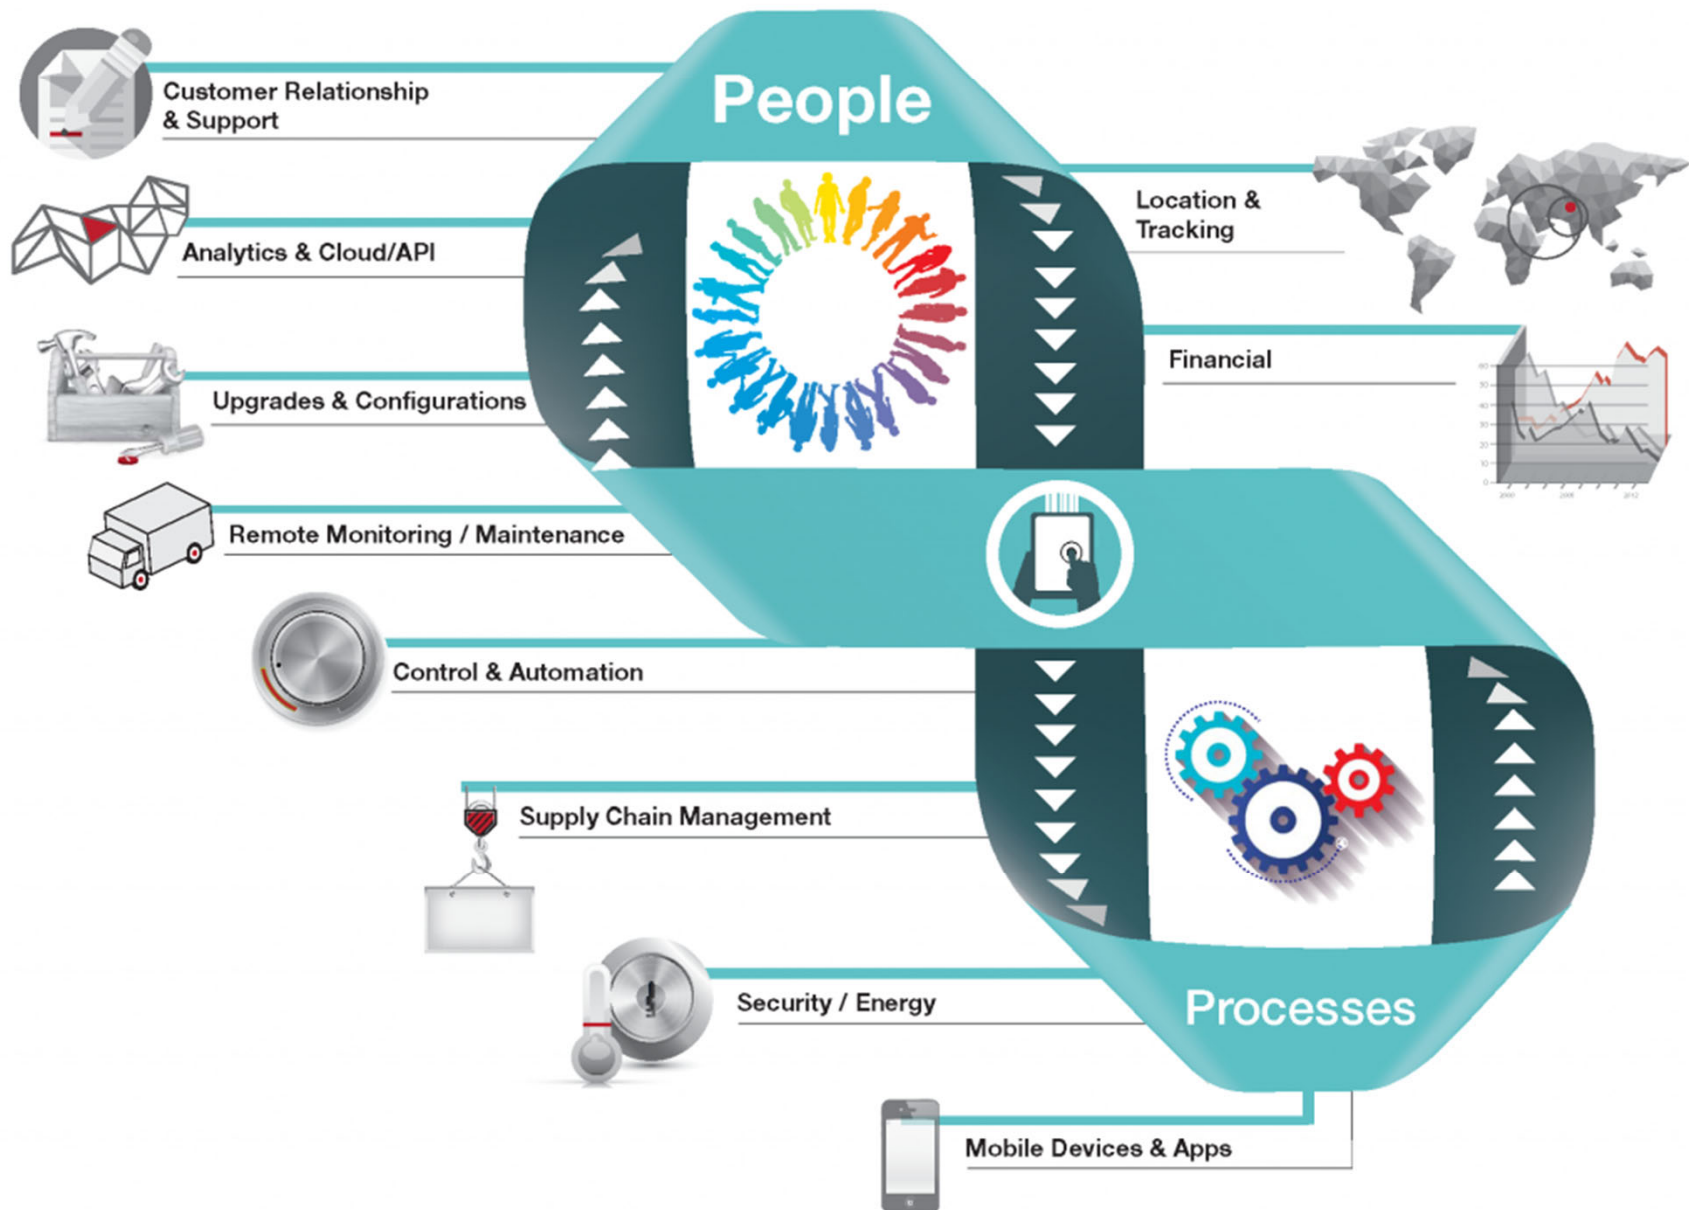 People
Customer Relationship
& Support
Analytics & Cloud/API
Upgrades & Configurations
Remote Monitoring / Maintenance
Control & Automation
Supply Chain Management
Security / Energy
Mobile Devices & Apps
Location &
Tracking
Financial
Processes